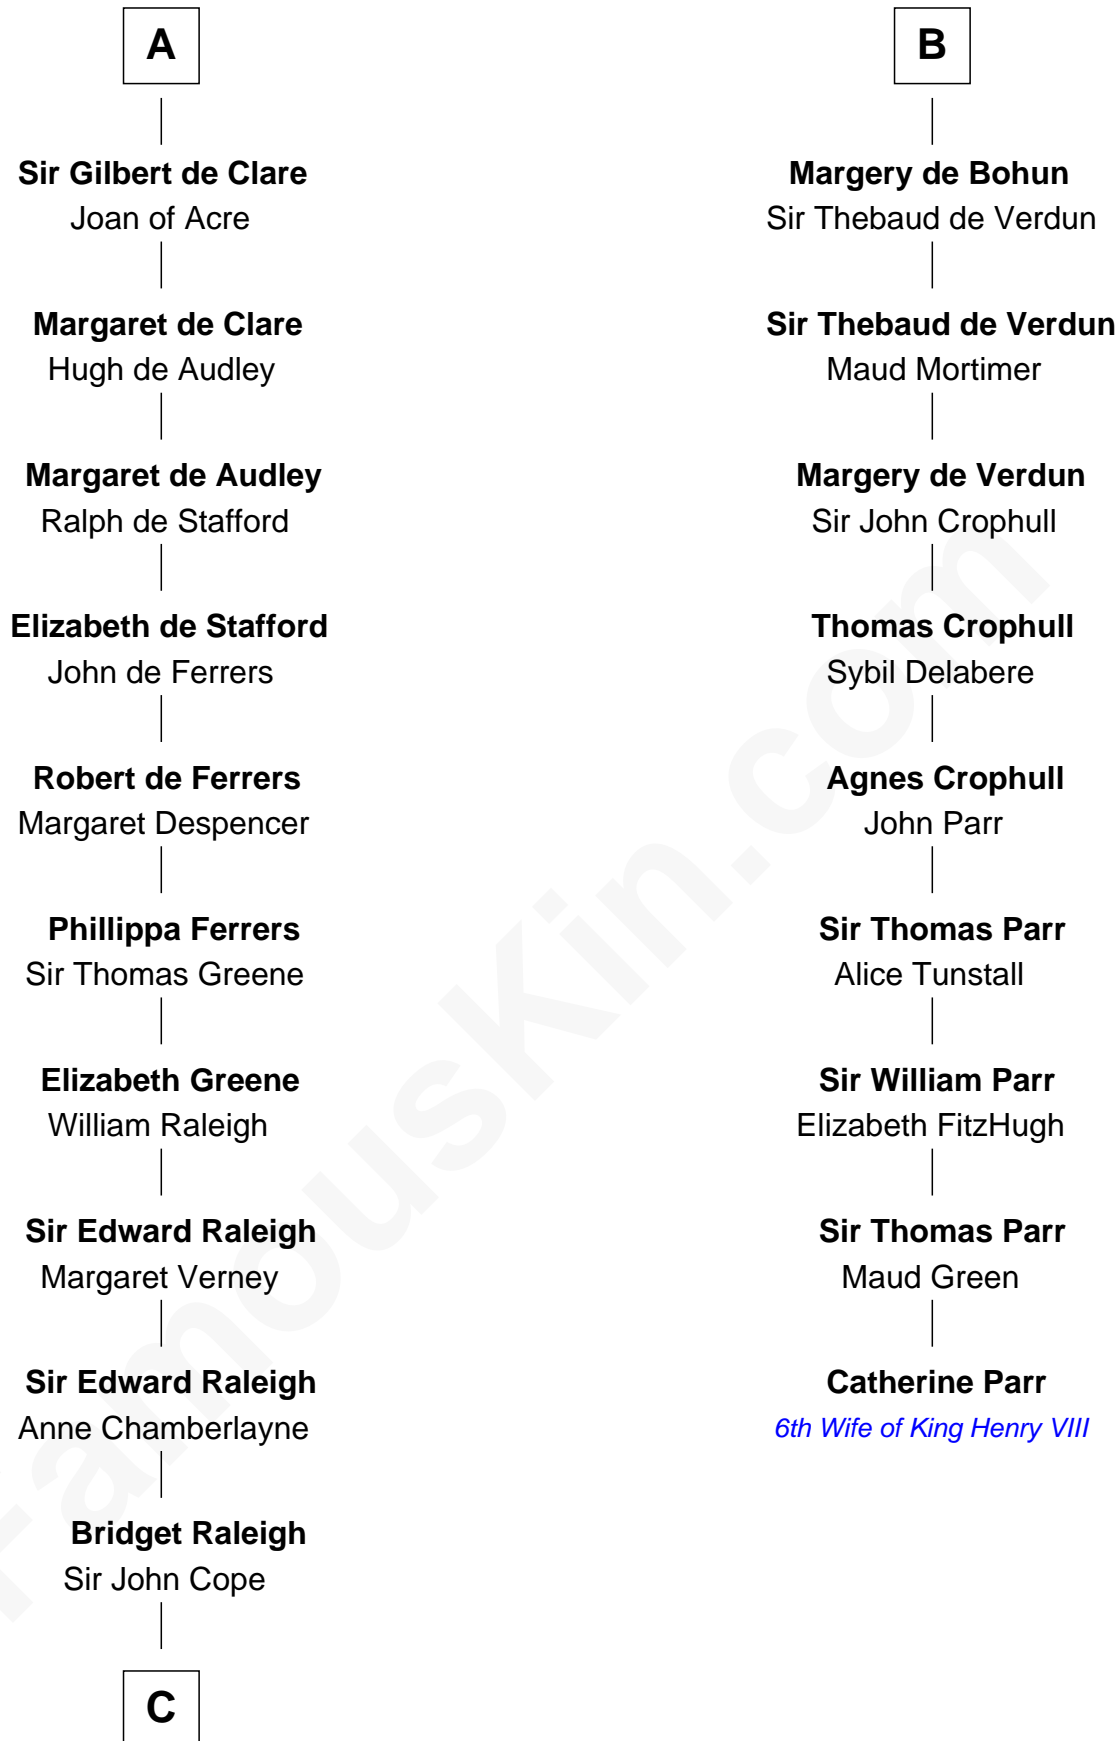 A
Sir Gilbert de Clare
Joan of Acre
Margaret de Clare
Hugh de Audley
Margaret de Audley
Ralph de Stafford
Elizabeth de Stafford
John de Ferrers
Robert de Ferrers
Margaret Despencer
Phillippa Ferrers
Sir Thomas Greene
Elizabeth Greene
William Raleigh
Sir Edward Raleigh
Margaret Verney
Sir Edward Raleigh
Anne Chamberlayne
Bridget Raleigh
Sir John Cope
C
B
Margery de Bohun
Sir Thebaud de Verdun
Sir Thebaud de Verdun
Maud Mortimer
Margery de Verdun
Sir John Crophull
Thomas Crophull
Sybil Delabere
Agnes Crophull
John Parr
Sir Thomas Parr
Alice Tunstall
Sir William Parr
Elizabeth FitzHugh
Sir Thomas Parr
Maud Green
Catherine Parr
6th Wife of King Henry VIII
FamousKin.com